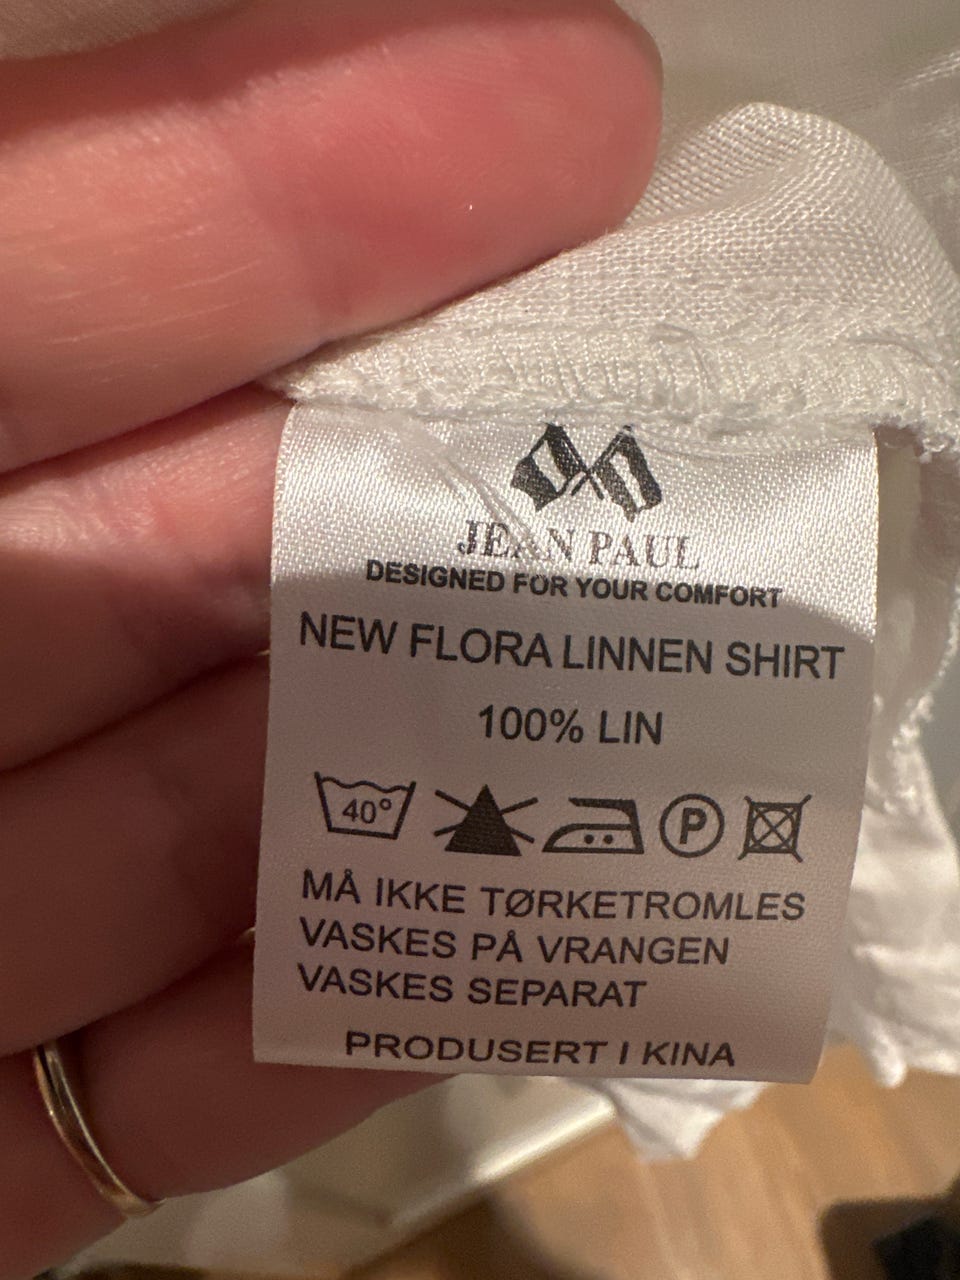 JEAN PAUL
DESIGNED FOR YOUR COMFORT
NEW FLORA LINNEN SHIRT
100% LIN
40° P
MÅ IKKE TØRKETROMLES
VASKES PÅ VRANGEN
VASKES SEPARAT
PRODUSERT I KINA